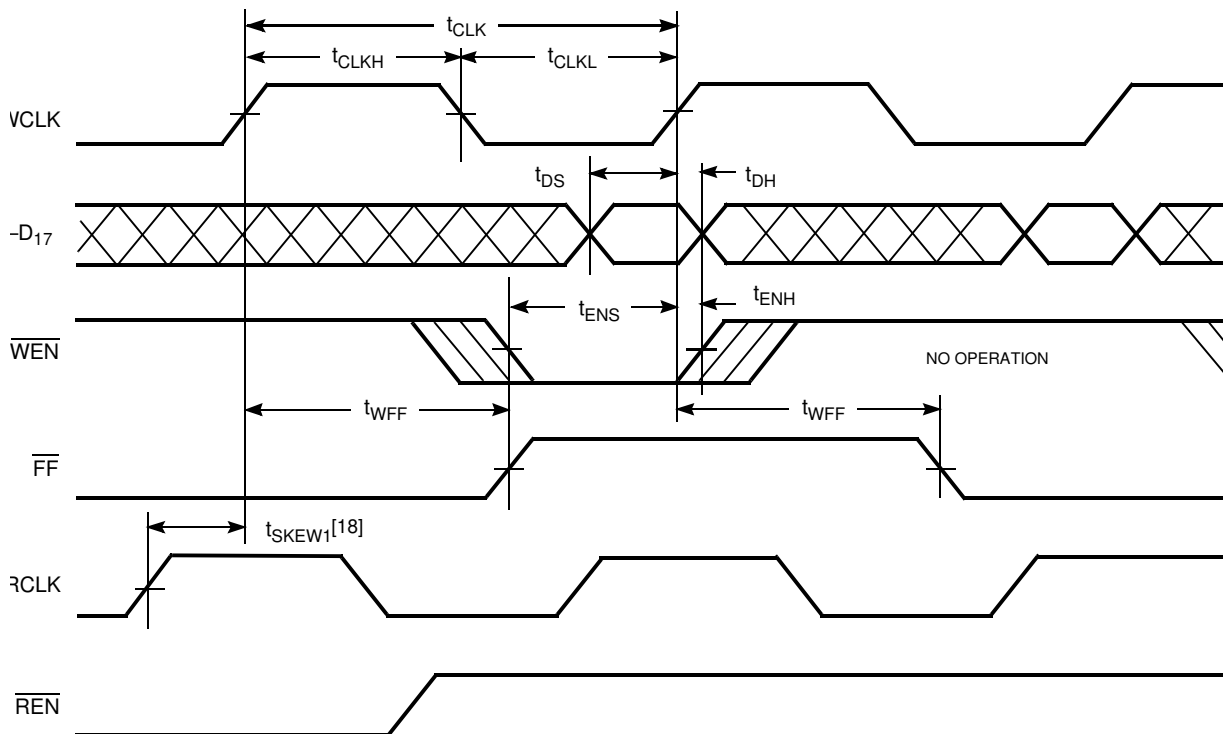 tCLK
tCLKH tCLKL
WCLK
tDS tDH
–D17
tENS tENH
WEN
NO OPERATION
tWFF tWFF
FF
tSKEW1[18]
RCLK
REN